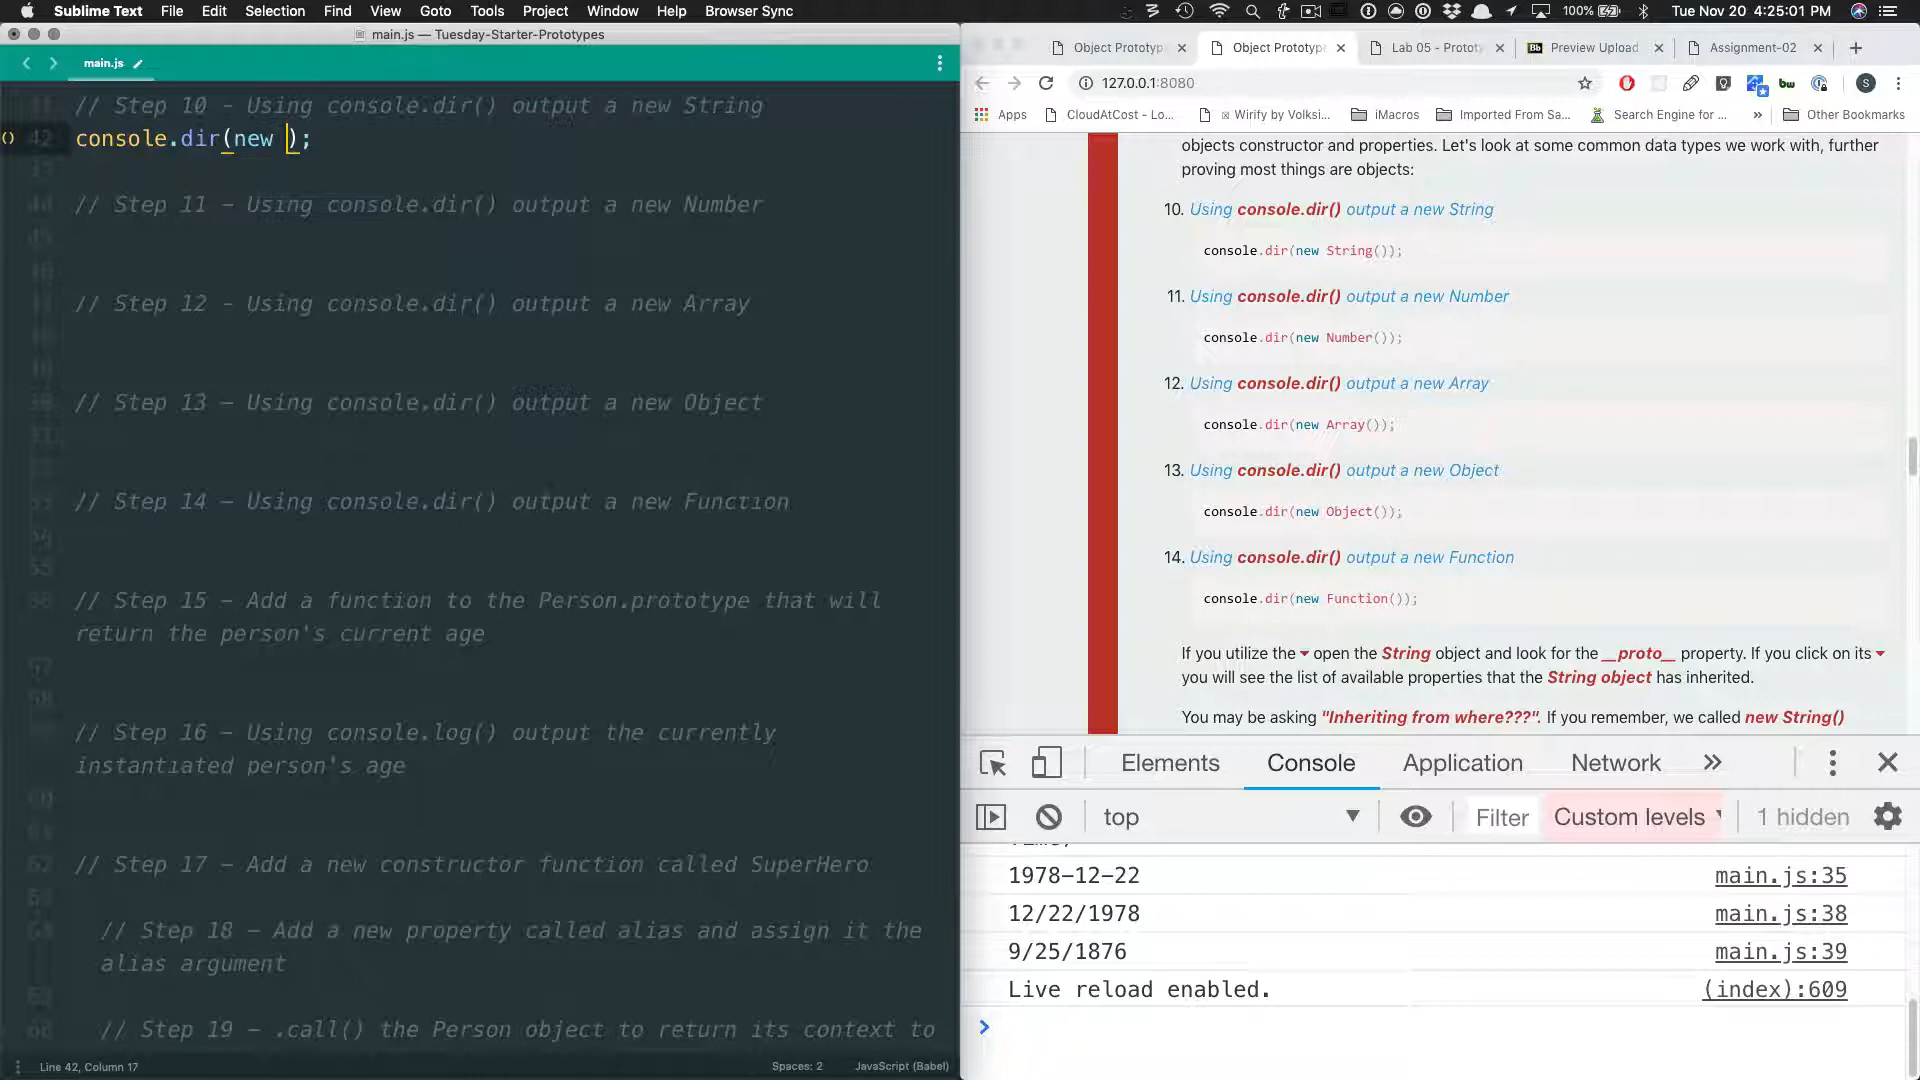 Sublime Text File Edit Selection Find View Goto Tools Project Window Help Browser Sync 100% Tue Nov 20 4:25:01 PM
main.js — Tuesday-Starter-Prototypes
main.js
// Step 10 - Using console.dir() output a new String
42 console.dir(new );
// Step 11 – Using console.dir() output a new Number
// Step 12 - Using console.dir() output a new Array
// Step 13 – Using console.dir() output a new Object
// Step 14 – Using console.dir() output a new Function
// Step 15 – Add a function to the Person.prototype that will
return the person's current age
// Step 16 – Using console.log() output the currently
instantiated person's age
// Step 17 – Add a new constructor function called SuperHero
// Step 18 – Add a new property called alias and assign it the
alias argument
// Step 19 – .call() the Person object to return its context to
Line 42, Column 17 Spaces: 2 JavaScript (Babel)
Object Prototyp Object Prototype Lab 05 - Protot Bb Preview Upload Assignment-02
127.0.0.1:8080
Apps CloudAtCost - Lo... Wirify by Volksi... iMacros Imported From Sa... Search Engine for ... » Other Bookmarks
objects constructor and properties. Let's look at some common data types we work with, further
proving most things are objects:
10. Using console.dir() output a new String
console.dir(new String());
11. Using console.dir() output a new Number
console.dir(new Number());
12. Using console.dir() output a new Array
console.dir(new Array());
13. Using console.dir() output a new Object
console.dir(new Object());
14. Using console.dir() output a new Function
console.dir(new Function());
If you utilize the open the String object and look for the __proto__ property. If you click on its
you will see the list of available properties that the String object has inherited.
You may be asking "Inheriting from where???". If you remember, we called new String()
Elements Console Application Network »
top Filter Custom levels 1 hidden
1978–12–22 main.js:35
12/22/1978 main.js:38
9/25/1876 main.js:39
Live reload enabled. (index):609